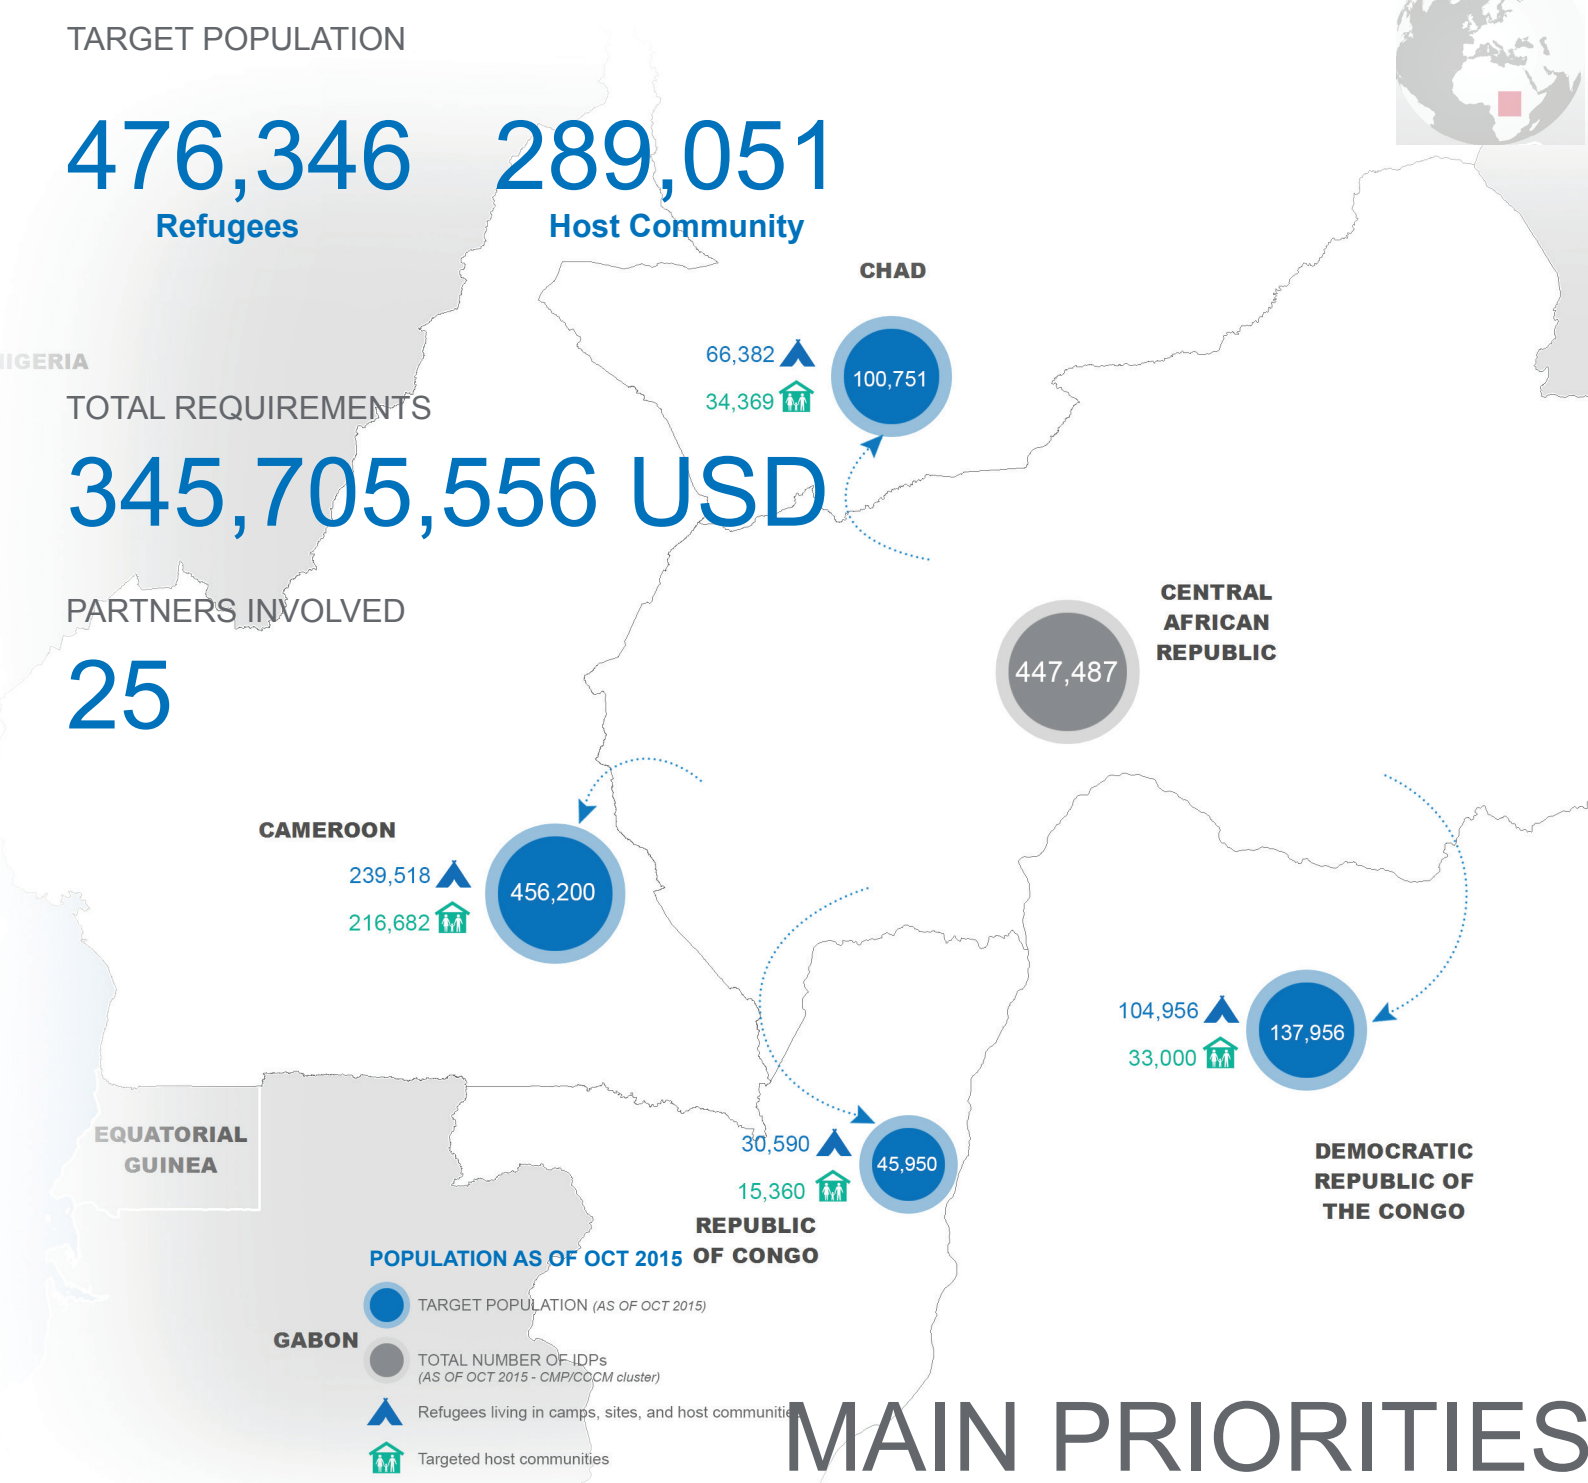 TARGET POPULATION
476,346 289,051
Refugees Host Community
CHAD
66,382
100,751
34,369
NIGERIA
TOTAL REQUIREMENTS
345,705,556 USD
PARTNERS INVOLVED
25
CENTRAL
AFRICAN
REPUBLIC
447,487
CAMEROON
239,518
456,200
216,682
104,956
137,956
33,000
EQUATORIAL
GUINEA
30,590
45,950
15,360
REPUBLIC
OF CONGO
DEMOCRATIC
REPUBLIC OF
THE CONGO
POPULATION AS OF OCT 2015
TARGET POPULATION (AS OF OCT 2015)
GABON
TOTAL NUMBER OF IDPs
(AS OF OCT 2015 - CMP/CCCM cluster)
Refugees living in camps, sites, and host communities
Targeted host communities
MAIN PRIORITIES